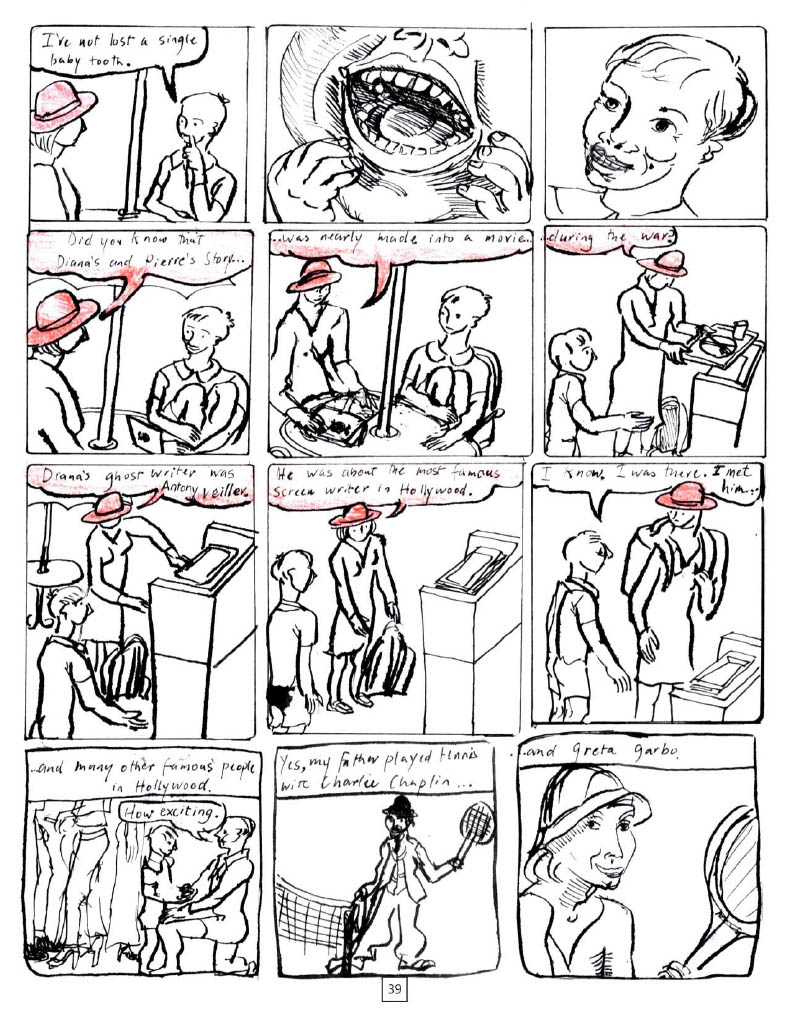 I've not lost a single
baby tooth.
Did you know that
Diana's and Pierre's Story...
...was nearly made into a movie...
...during the war?
Diana's ghost writer was
Antony Veiller.
He was about the most famous
Screen writer in Hollywood.
I know, I was there. I met
him...
...and many other famous people
in Hollywood.
How exciting.
Yes, my father played tennis
with Charlie Chaplin ...
...and Greta Garbo.
39